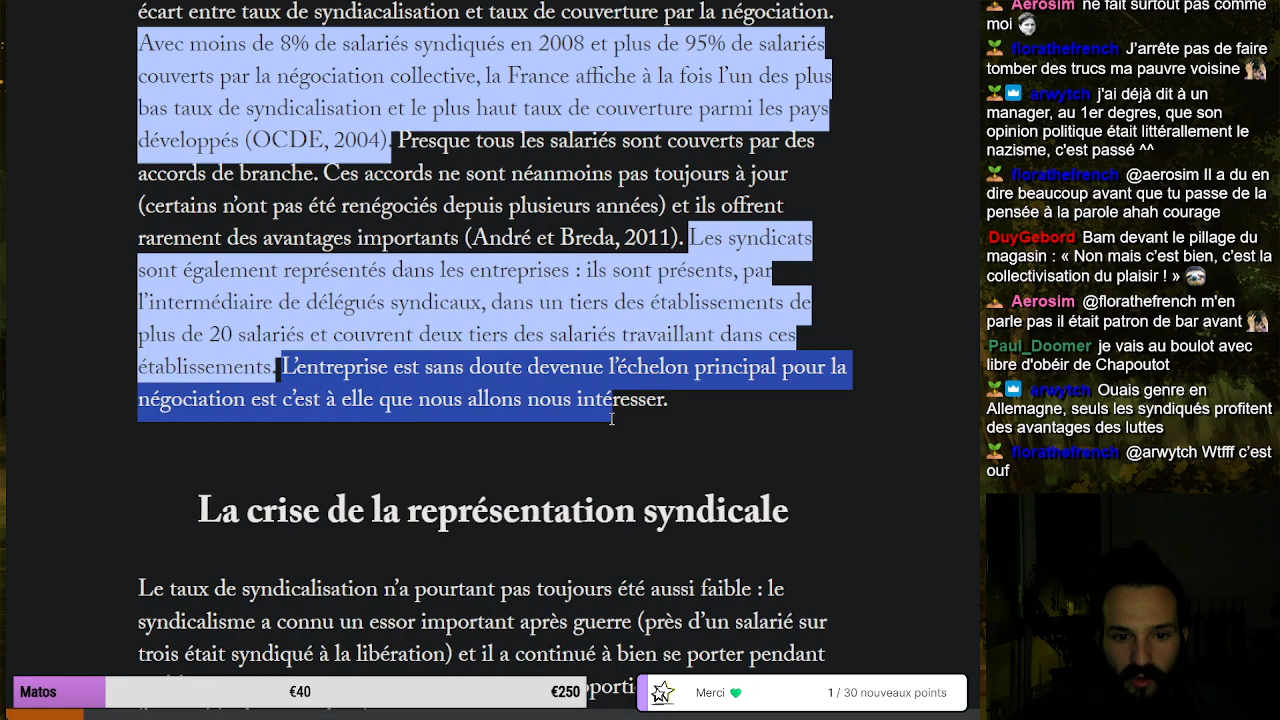 écart entre taux de syndiacalisation et taux de couverture par la négociation.
Avec moins de 8% de salariés syndiqués en 2008 et plus de 95% de salariés
couverts par la négociation collective, la France affiche à la fois l'un des plus
bas taux de syndicalisation et le plus haut taux de couverture parmi les pays
développés (OCDE, 2004). Presque tous les salariés sont couverts par des
accords de branche. Ces accords ne sont néanmoins pas toujours à jour
(certains n'ont pas été renégociés depuis plusieurs années) et ils offrent
rarement des avantages importants (André et Breda, 2011). Les syndicats
sont également représentés dans les entreprises : ils sont présents, par
l'intermédiaire de délégués syndicaux, dans un tiers des établissements de
plus de 20 salariés et couvrent deux tiers des salariés travaillant dans ces
établissements. L'entreprise est sans doute devenue l'échelon principal pour la
négociation est c'est à elle que nous allons nous intéresser.
La crise de la représentation syndicale
Le taux de syndicalisation n'a pourtant pas toujours été aussi faible : le
syndicalisme a connu un essor important après guerre (près d'un salarié sur
trois était syndiqué à la libération) et il a continué à bien se porter pendant
Matos
€40
€250
Merci
1 / 30 nouveaux points
Aerosim ne fait surtout pas comme
moi
florathefrench J'arrête pas de faire
tomber des trucs ma pauvre voisine
arwytch j'ai déjà dit à un
manager, au 1er degres, que son
opinion politique était littérallement le
nazisme, c'est passé ^^
florathefrench @aerosim Il a du en
dire beaucoup avant que tu passe de la
pensée à la parole ahah courage
DuyGebord Bam devant le pillage du
magasin : « Non mais c'est bien, c'est la
collectivisation du plaisir ! »
Aerosim @florathefrench m'en
parle pas il était patron de bar avant
Paul_Doomer je vais au boulot avec
libre d'obéir de Chapoutot
arwytch Ouais genre en
Allemagne, seuls les syndiqués profitent
des avantages des luttes
florathefrench @arwytch Wtfff c'est
ouf